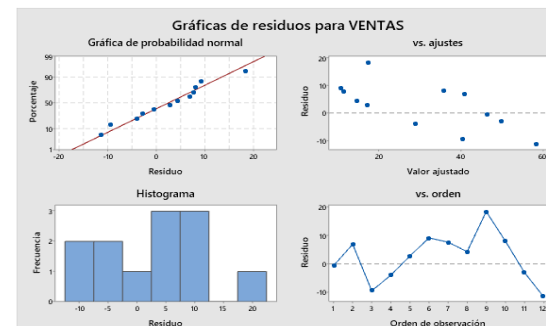 Gráficas de residuos para VENTAS
Gráfica de probabilidad normal
99
90
50
10
1
Porcentaje
-20 -10 0 10 20
Residuo
vs. ajustes
20
10
0
-10
Residuo
20 40 60
Valor ajustado
Histograma
3
2
1
0
Frecuencia
-10 -5 0 5 10 15 20
Residuo
vs. orden
20
10
0
-10
Residuo
1 2 3 4 5 6 7 8 9 10 11 12
Orden de observación